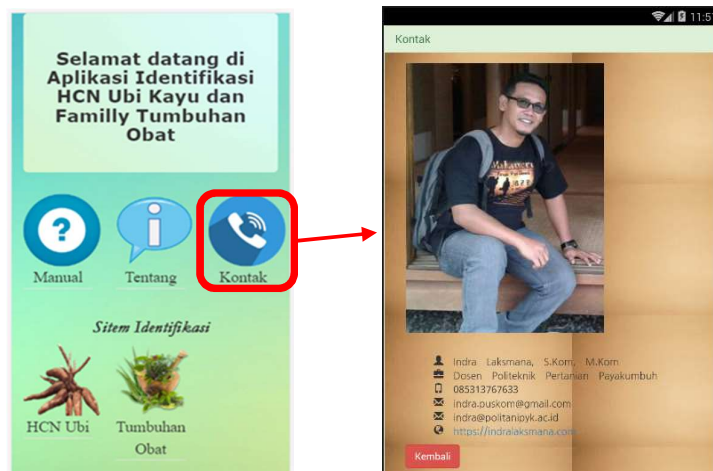 Selamat datang di
Aplikasi Identifikasi
HCN Ubi Kayu dan
Familly Tumbuhan
Obat
?
Manual
i
Tentang
Kontak
Sitem Identifikasi
HCN Ubi
Tumbuhan
Obat
11:5
Kontak
Makassar
Indra Laksmana, S.Kom, M.Kom
Dosen Politeknik Pertanian Payakumbuh
085313767633
indra.puskom@gmail.com
indra@politanipyk.ac.id
https://indralaksmana.com
Kembali